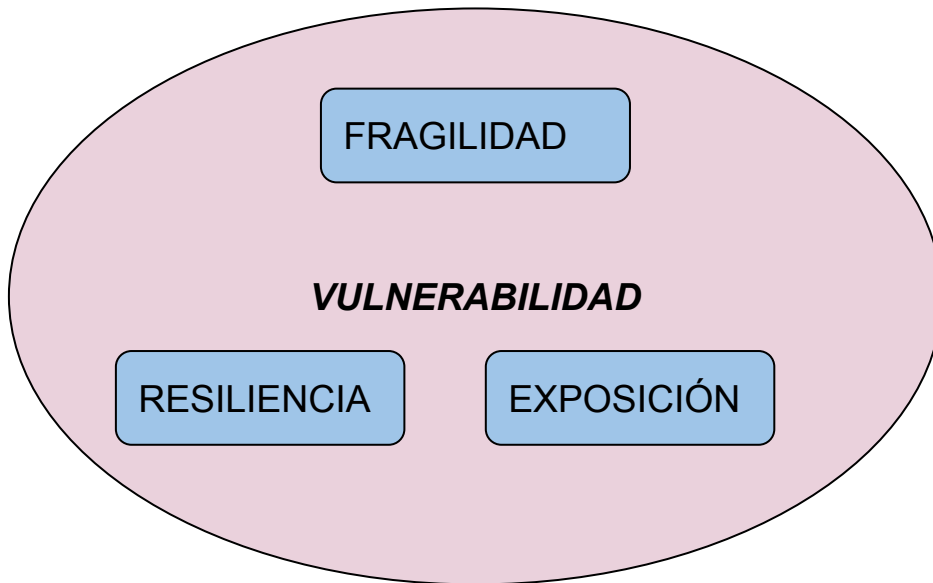 FRAGILIDAD
VULNERABILIDAD
RESILIENCIA
EXPOSICIÓN